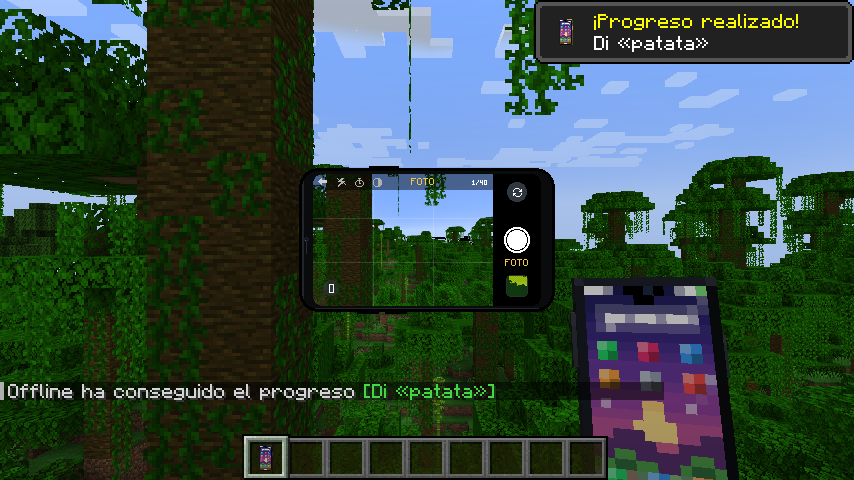 ¡Progreso realizado!
Di «patata»
FOTO
1/40
FOTO
Offline ha conseguido el progreso [Di «patata»]